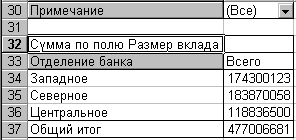 30 Примечание (Все)
31
32 Сумма по полю Размер вклада
33 Отделение банка Всего
34 Западное 174300123
35 Северное 183870058
36 Центральное 118836500
37 Общий итог 477006681